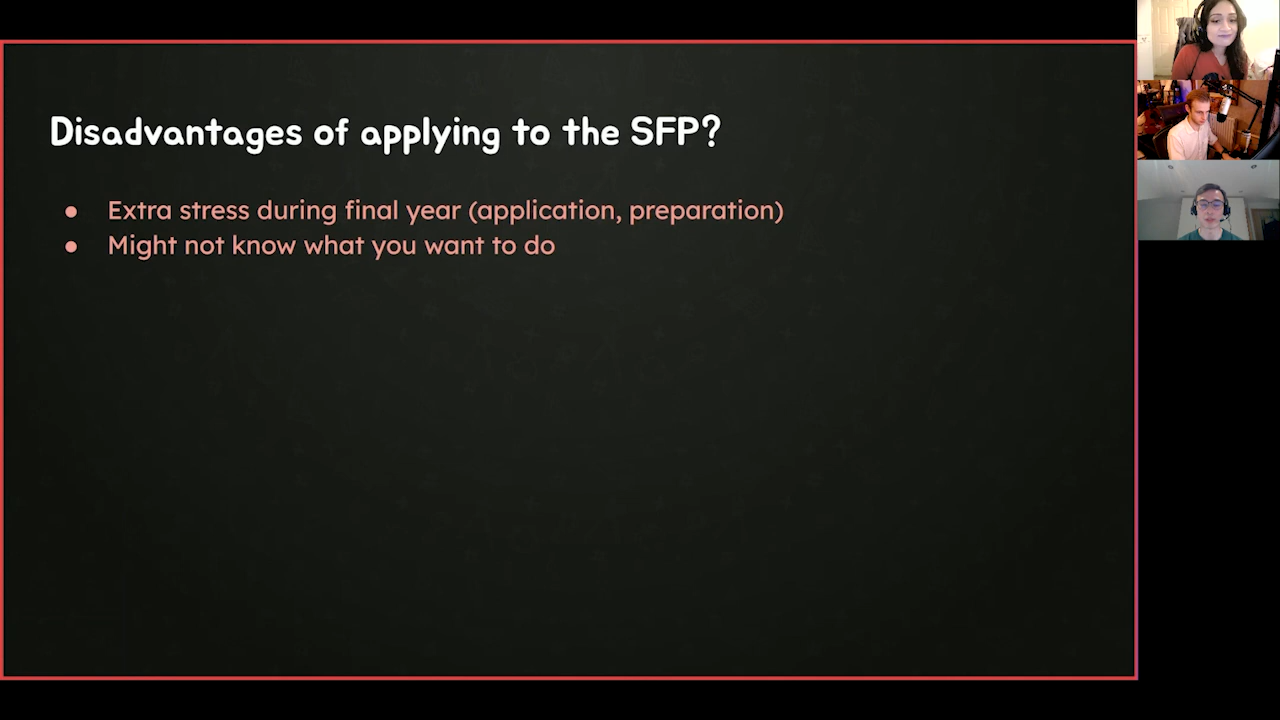 Disadvantages of applying to the SFP?
● Extra stress during final year (application, preparation)
● Might not know what you want to do